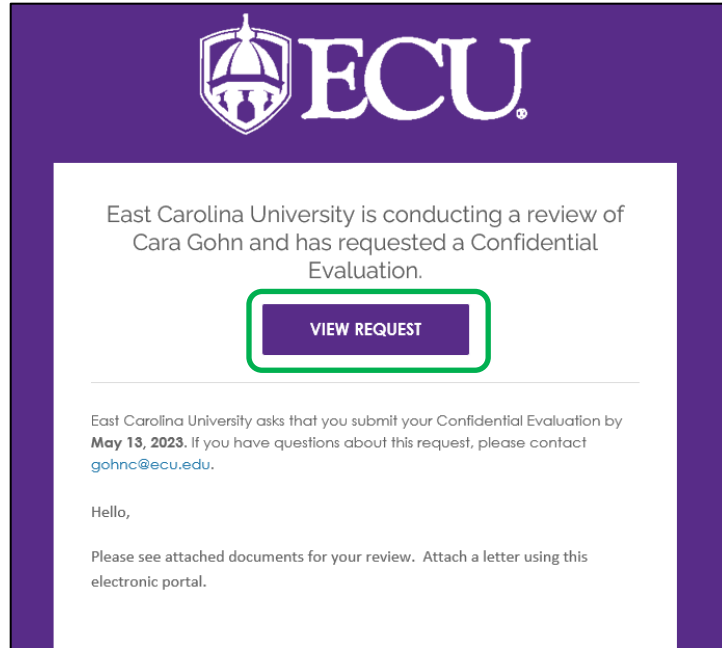 ECU
East Carolina University is conducting a review of
Cara Gohn and has requested a Confidential
Evaluation.
VIEW REQUEST
East Carolina University asks that you submit your Confidential Evaluation by
May 13, 2023. If you have questions about this request, please contact
gohnc@ecu.edu.
Hello,
Please see attached documents for your review.  Attach a letter using this
electronic portal.